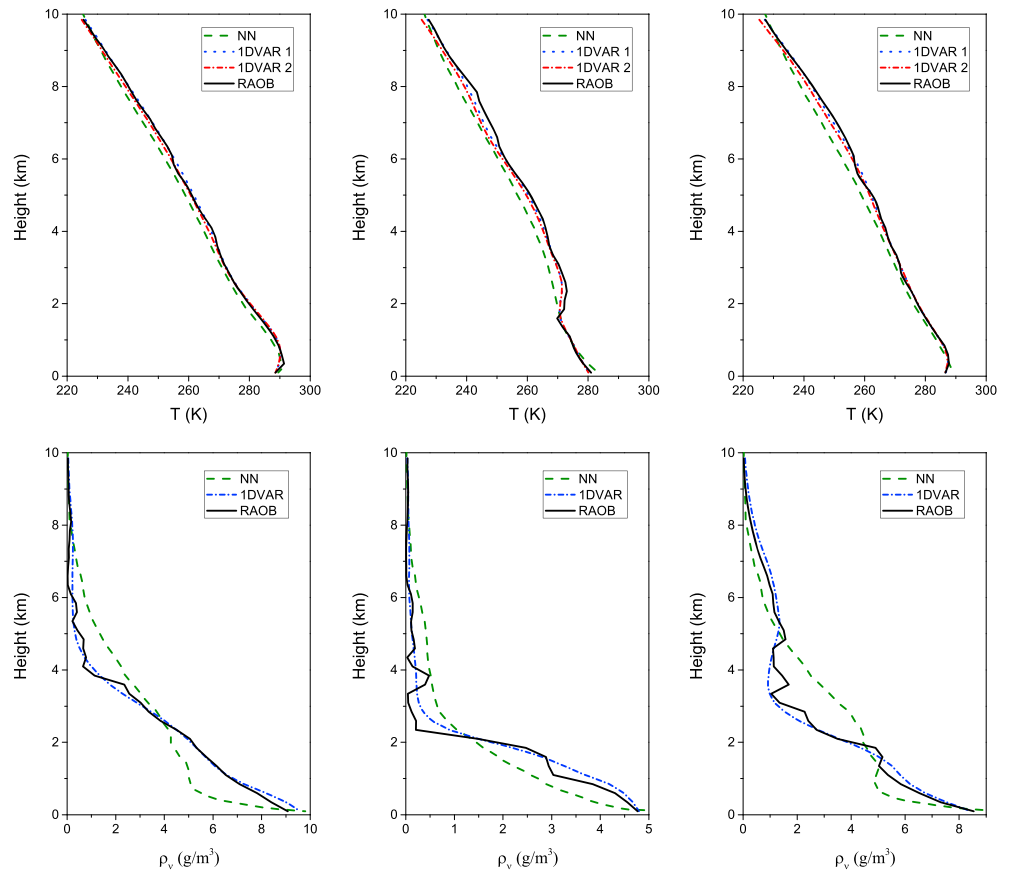 10
8
6
4
2
0
Height (km)
220 240 260 280 300
T (K)
NN
1DVAR 1
1DVAR 2
RAOB
10
8
6
4
2
0
Height (km)
220 240 260 280 300
T (K)
NN
1DVAR 1
1DVAR 2
RAOB
10
8
6
4
2
0
Height (km)
220 240 260 280 300
T (K)
NN
1DVAR 1
1DVAR 2
RAOB
10
8
6
4
2
0
Height (km)
0 2 4 6 8 10
ρv (g/m³)
NN
1DVAR
RAOB
10
8
6
4
2
0
Height (km)
0 1 2 3 4 5
ρv (g/m³)
NN
1DVAR
RAOB
10
8
6
4
2
0
Height (km)
0 2 4 6 8
ρv (g/m³)
NN
1DVAR
RAOB